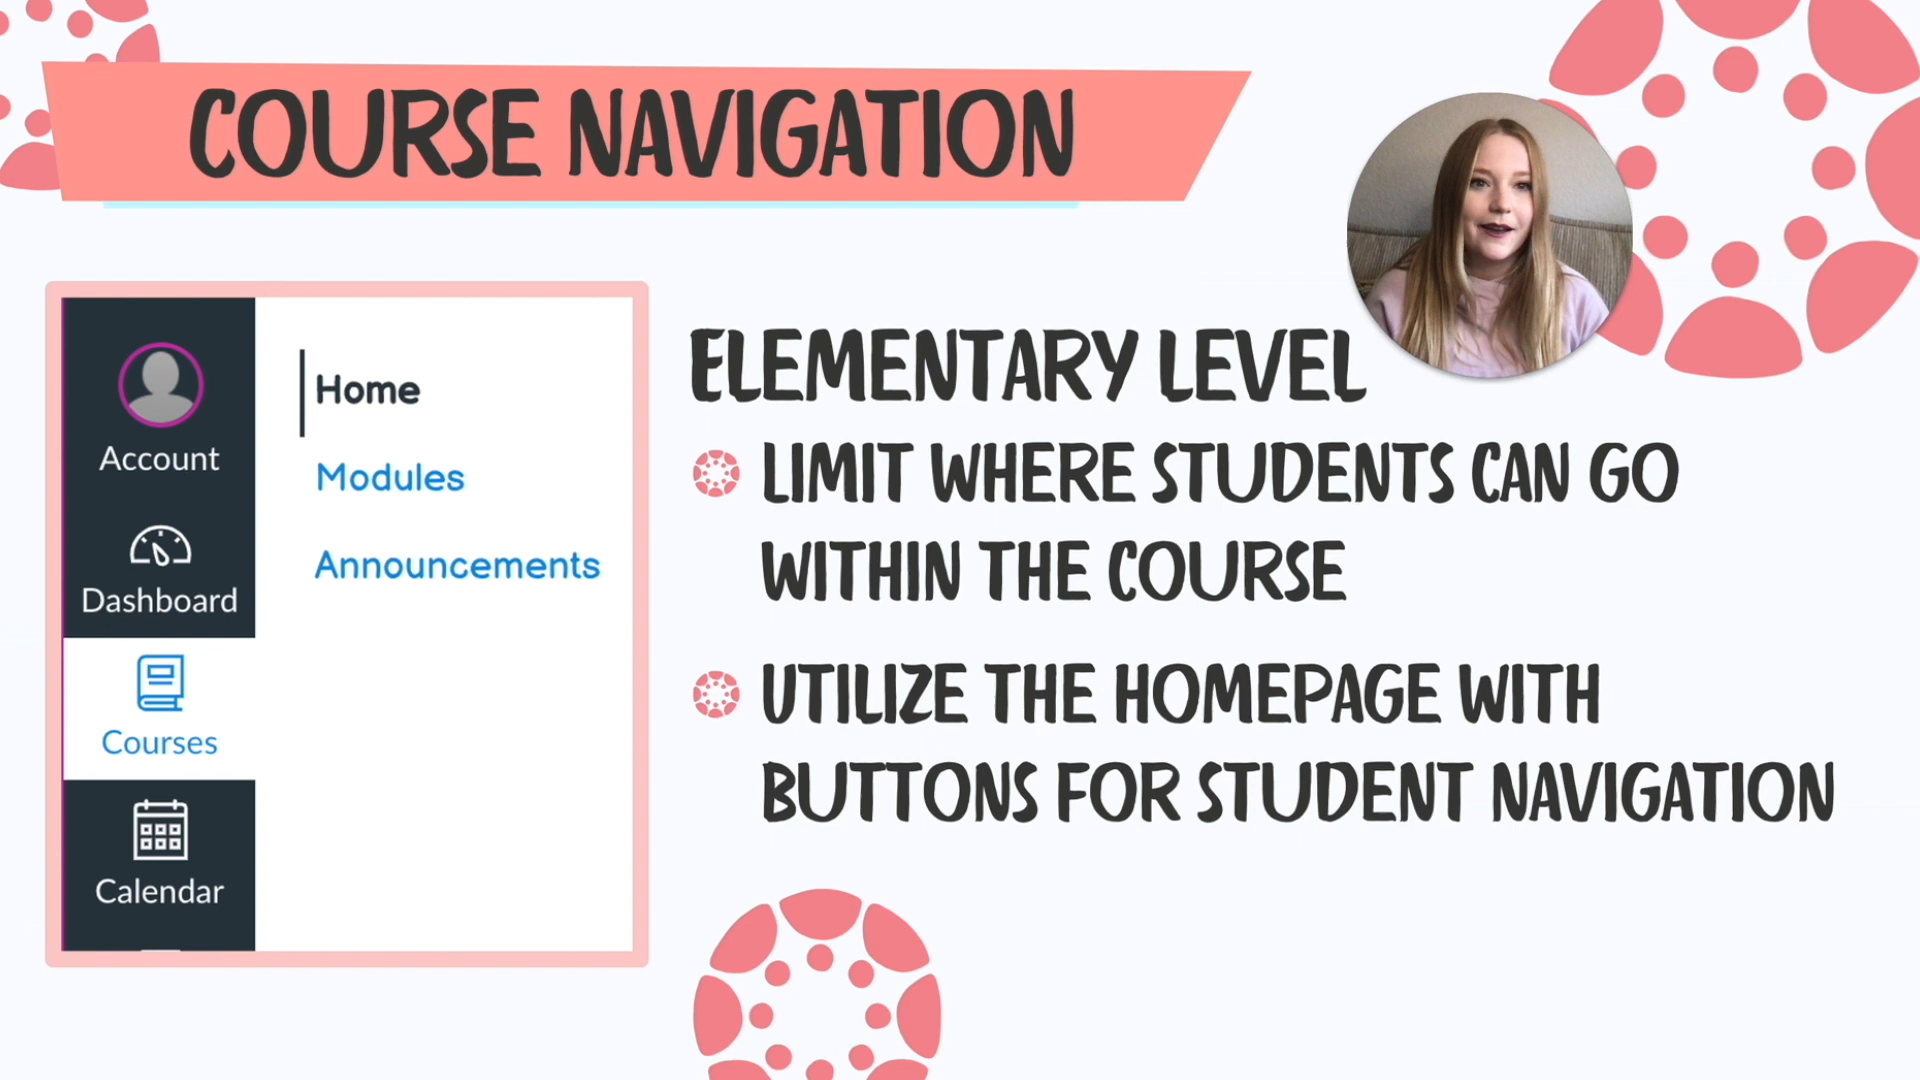 COURSE NAVIGATION
Account
Dashboard
Courses
Calendar
Home
Modules
Announcements
ELEMENTARY LEVEL
LIMIT WHERE STUDENTS CAN GO
WITHIN THE COURSE
UTILIZE THE HOMEPAGE WITH
BUTTONS FOR STUDENT NAVIGATION